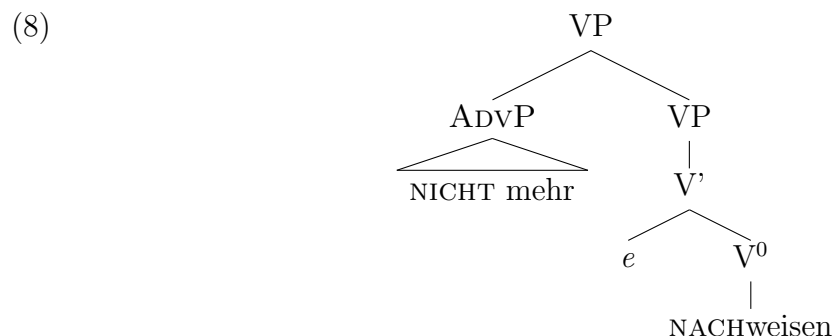 (8)
VP
ADVP VP
NICHT mehr V’
e V⁰
NACHweisen